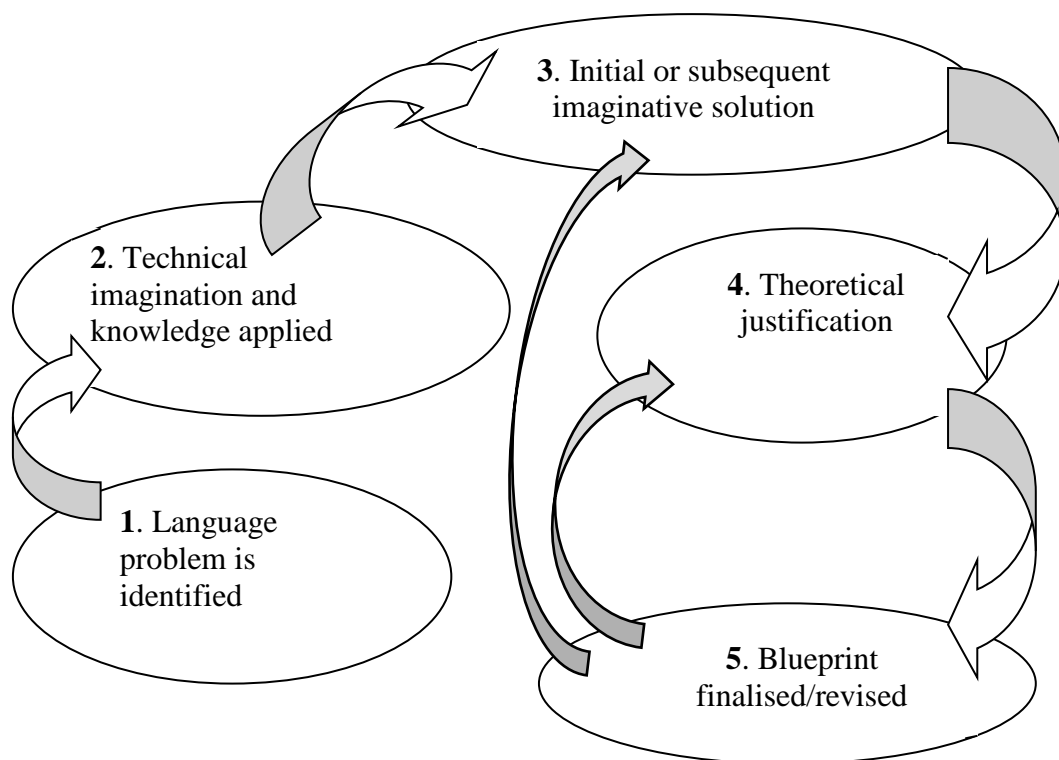 1. Language
problem is
identified
2. Technical
imagination and
knowledge applied
3. Initial or subsequent
imaginative solution
4. Theoretical
justification
5. Blueprint
finalised/revised